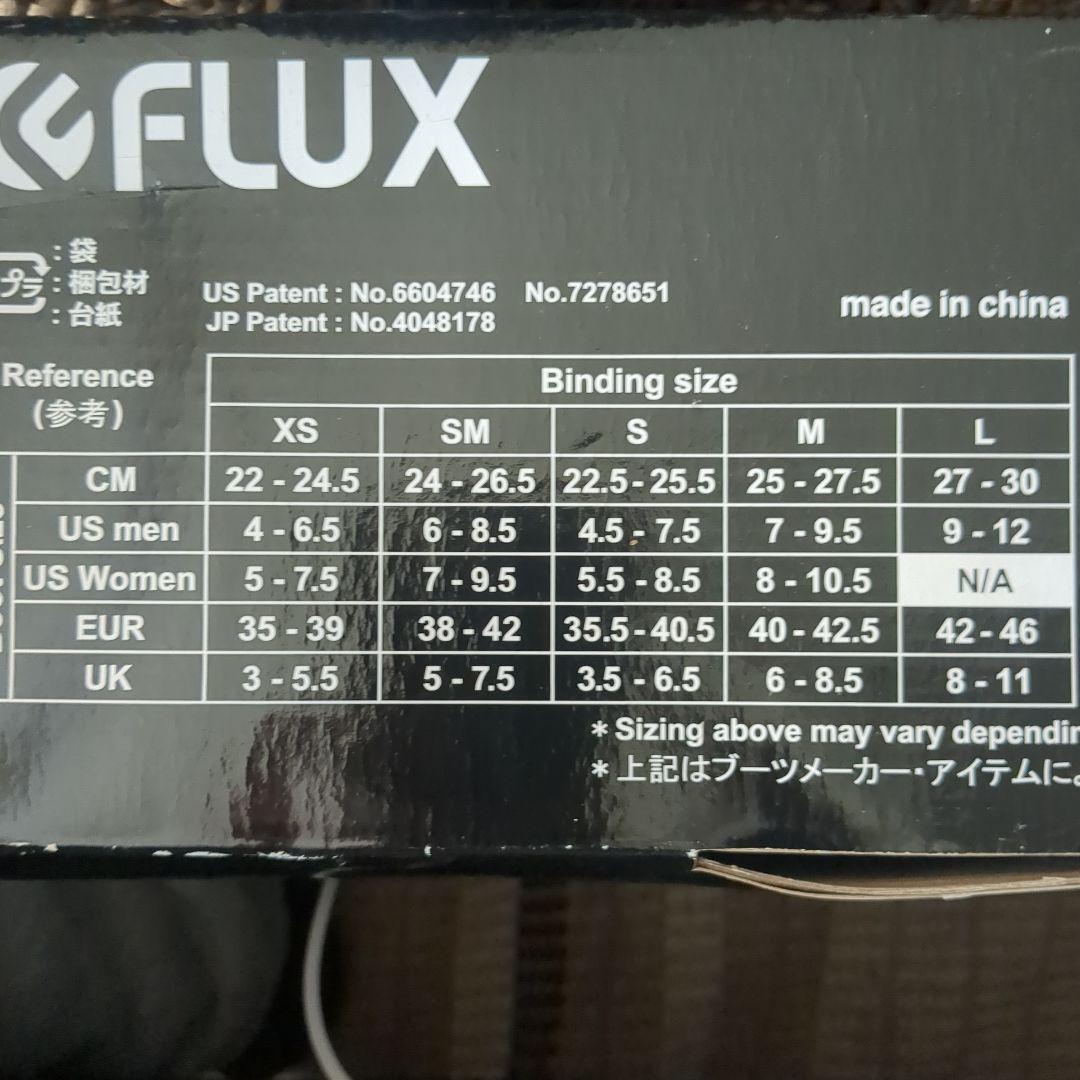 FLUX
: 袋
プラ : 梱包材
: 台紙
US Patent : No.6604746 No.7278651
JP Patent : No.4048178
made in china
Reference
(参考)
Binding size
XS SM S M L
CM 22 - 24.5 24 - 26.5 22.5 - 25.5 25 - 27.5 27 - 30
US men 4 - 6.5 6 - 8.5 4.5 - 7.5 7 - 9.5 9 - 12
US Women 5 - 7.5 7 - 9.5 5.5 - 8.5 8 - 10.5 N/A
EUR 35 - 39 38 - 42 35.5 - 40.5 40 - 42.5 42 - 46
UK 3 - 5.5 5 - 7.5 3.5 - 6.5 6 - 8.5 8 - 11
* Sizing above may vary dependin
* 上記はブーツメーカー・アイテムに